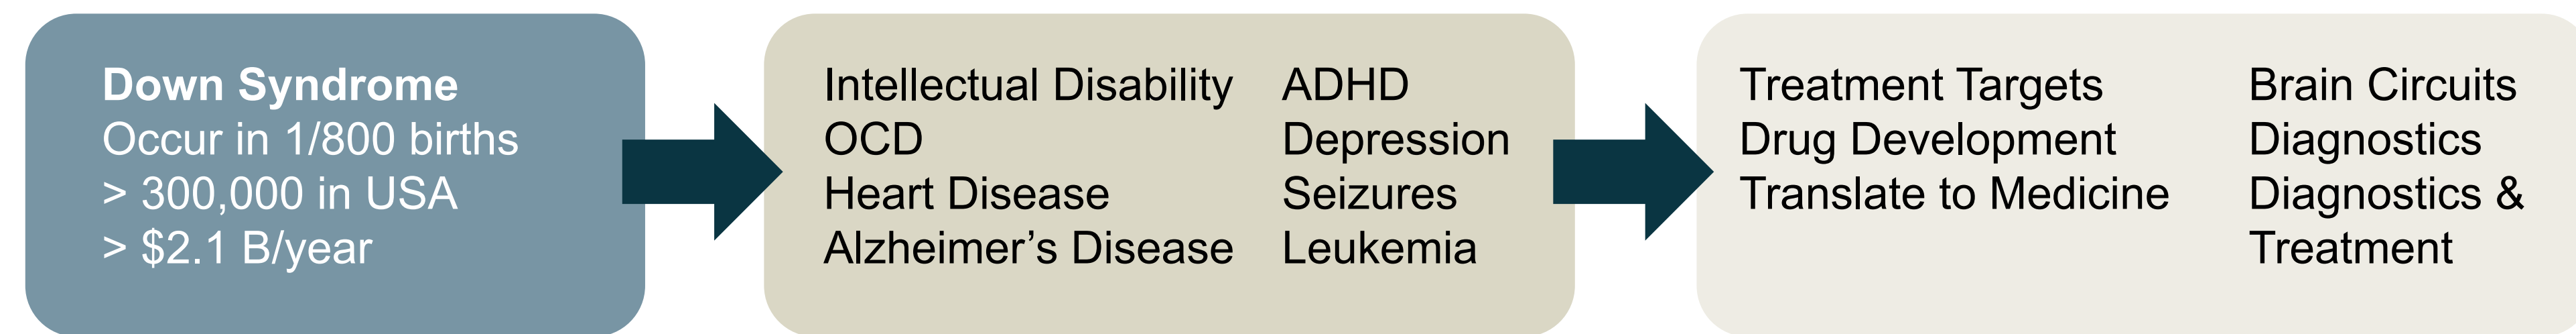 Down Syndrome
Occur in 1/800 births
> 300,000 in USA
> $2.1 B/year
Intellectual Disability
OCD
Heart Disease
Alzheimer’s Disease
ADHD
Depression
Seizures
Leukemia
Treatment Targets
Drug Development
Translate to Medicine
Brain Circuits
Diagnostics
Diagnostics &
Treatment